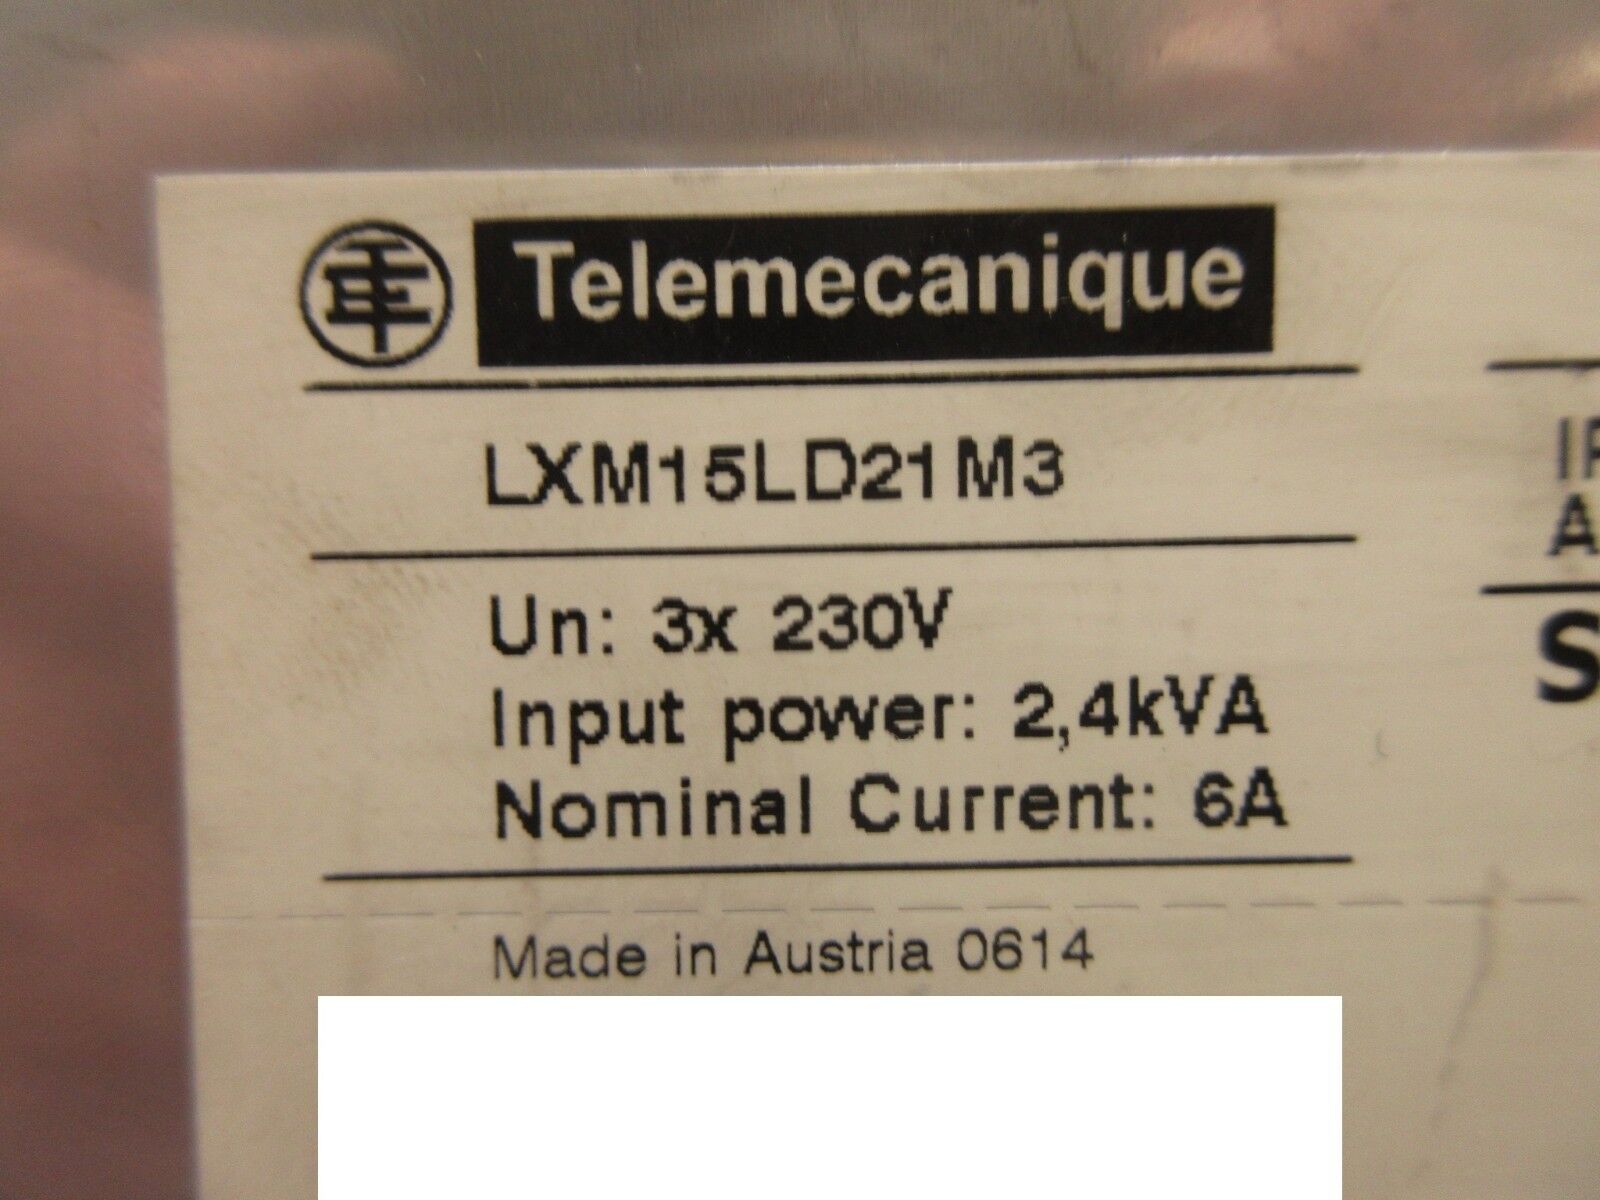 Telemecanique
LXM15LD21M3
Un: 3x 230V
Input power: 2,4kVA
Nominal Current: 6A
Made in Austria 0614